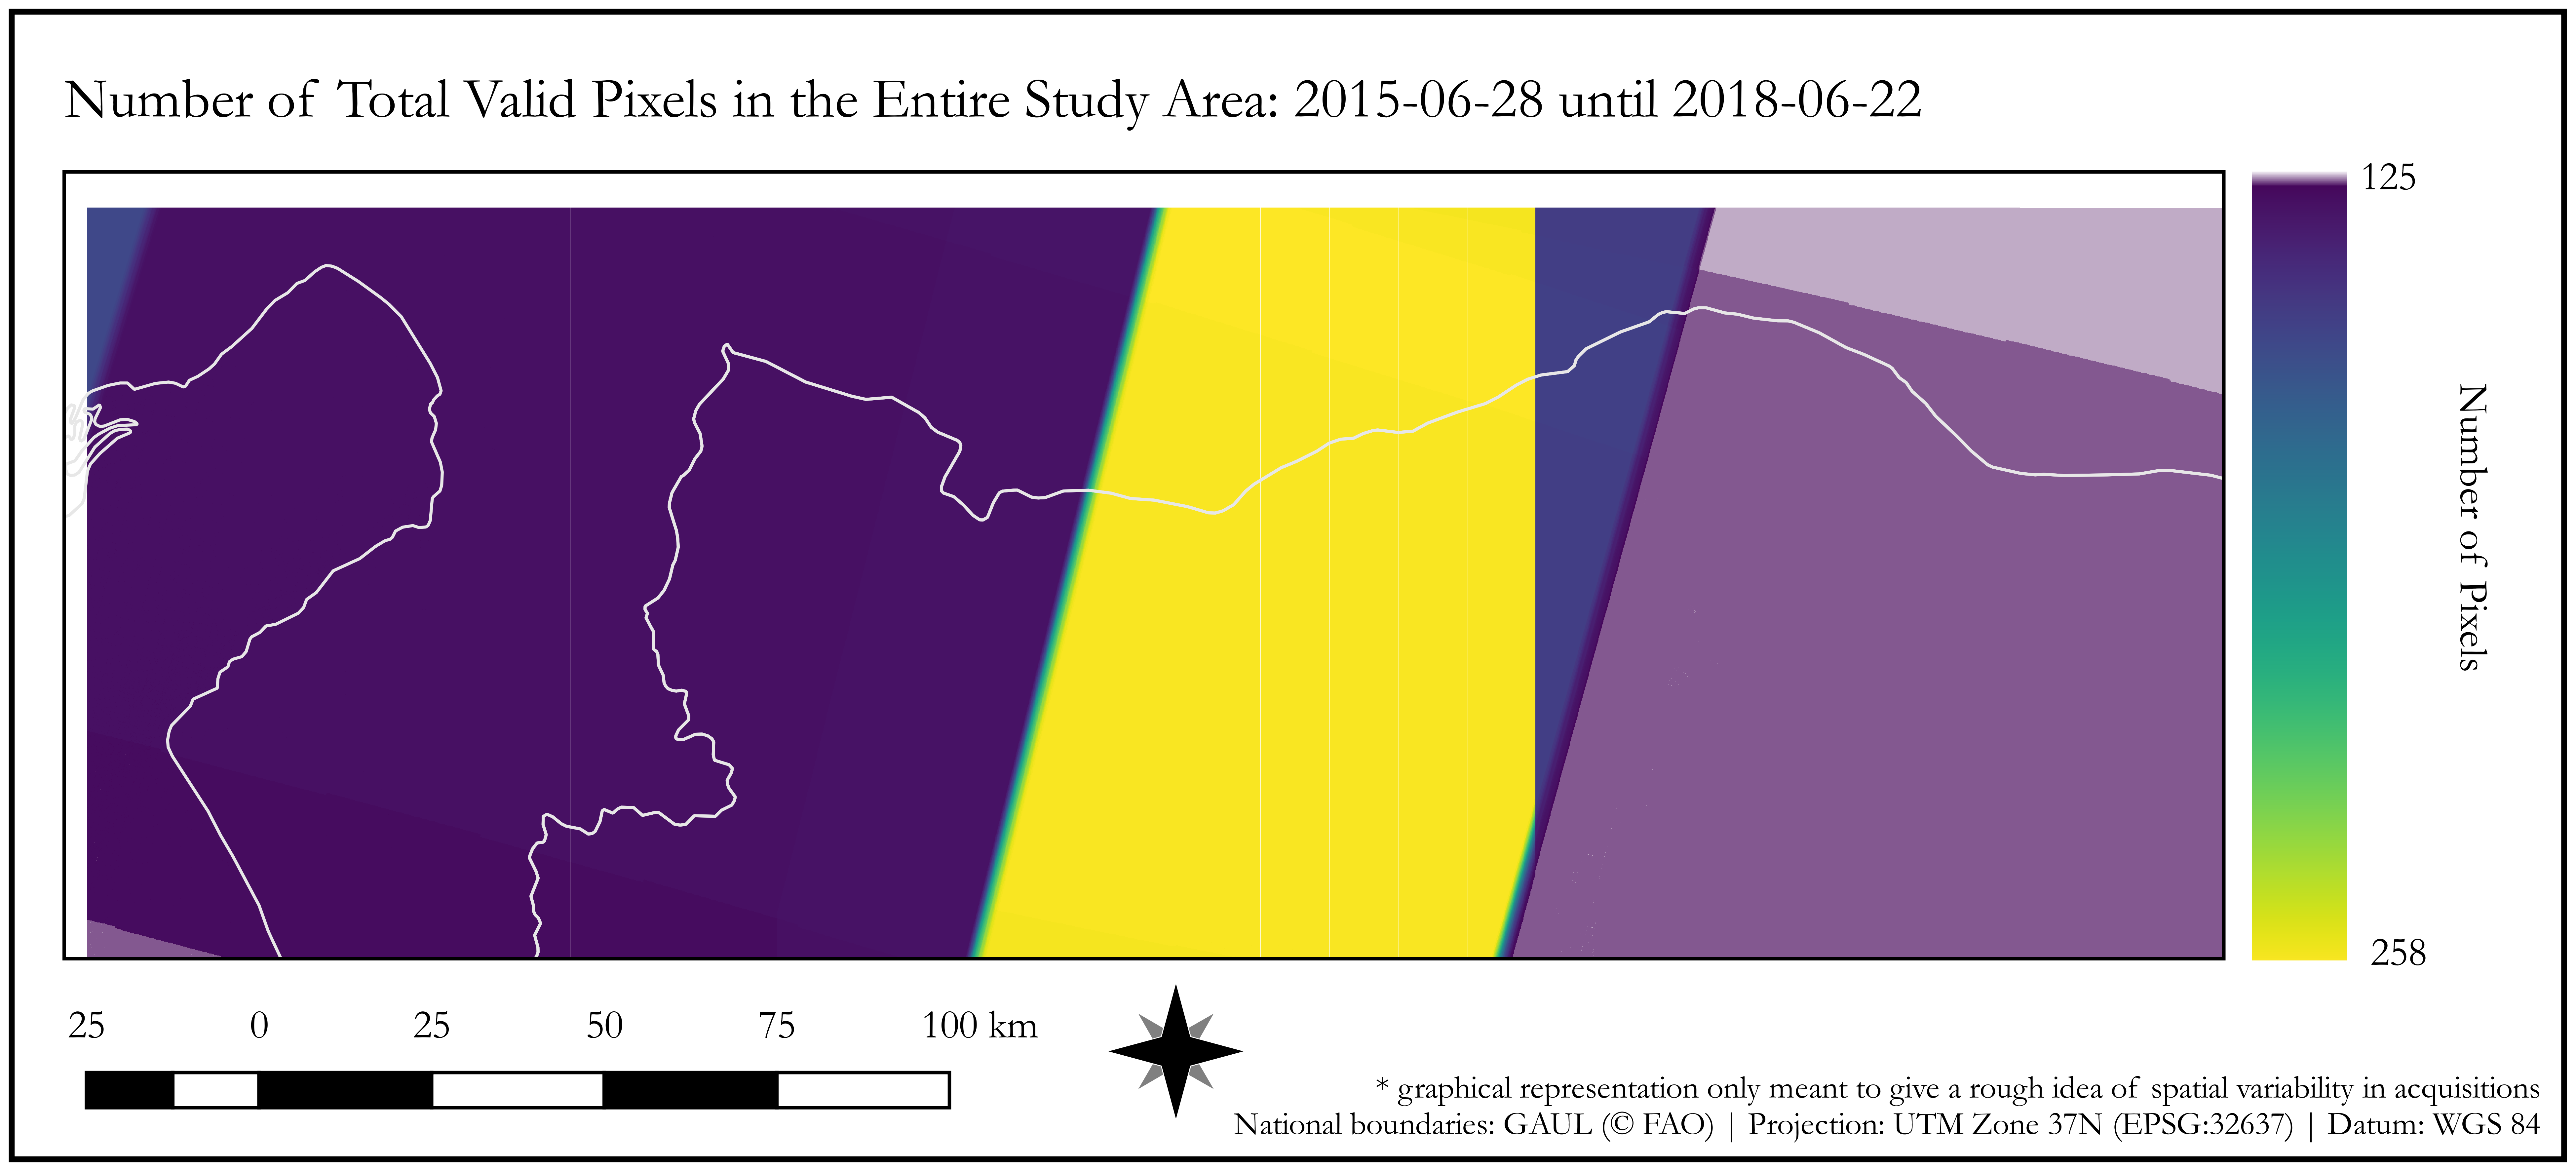 Number of Total Valid Pixels in the Entire Study Area: 2015-06-28 until 2018-06-22
125
Number of Pixels
258
25 0 25 50 75 100 km
* graphical representation only meant to give a rough idea of spatial variability in acquisitions
National boundaries: GAUL (© FAO) | Projection: UTM Zone 37N (EPSG:32637) | Datum: WGS 84